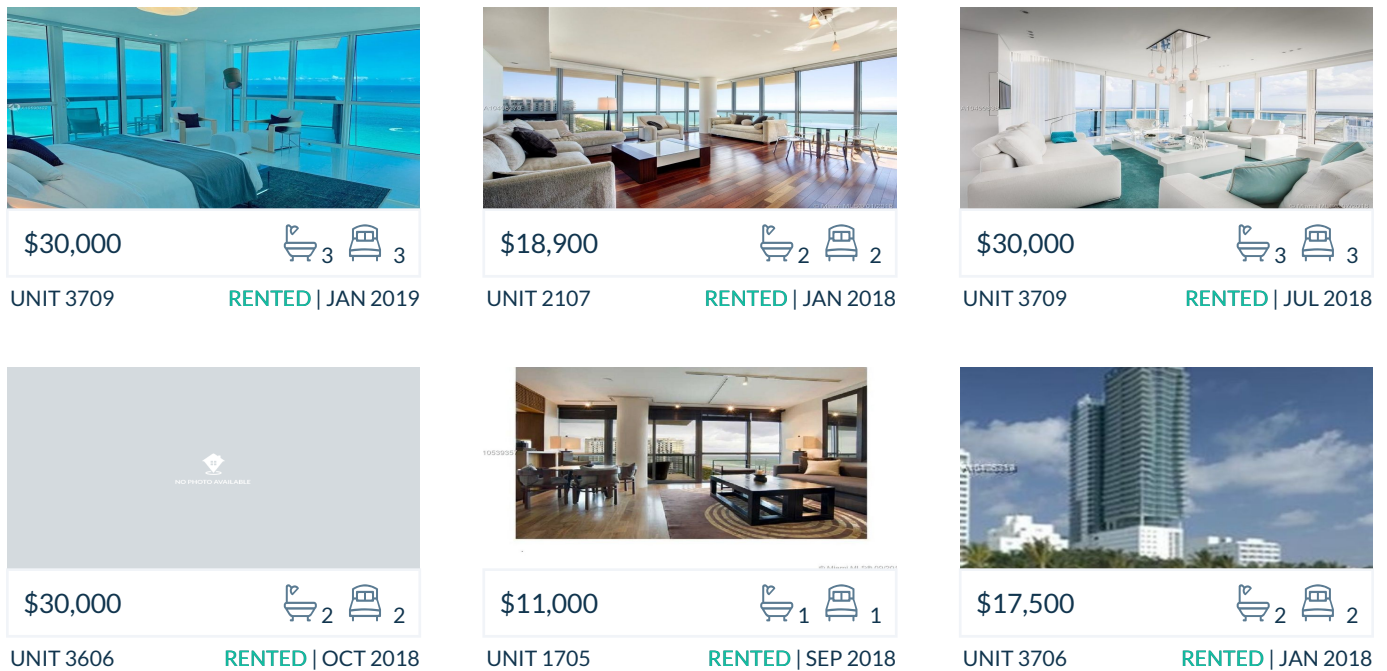 $30,000 3 3
UNIT 3709 RENTED | JAN 2019
$18,900 2 2
UNIT 2107 RENTED | JAN 2018
$30,000 3 3
UNIT 3709 RENTED | JUL 2018
NO PHOTO AVAILABLE
$30,000 2 2
UNIT 3606 RENTED | OCT 2018
$11,000 1 1
UNIT 1705 RENTED | SEP 2018
$17,500 2 2
UNIT 3706 RENTED | JAN 2018